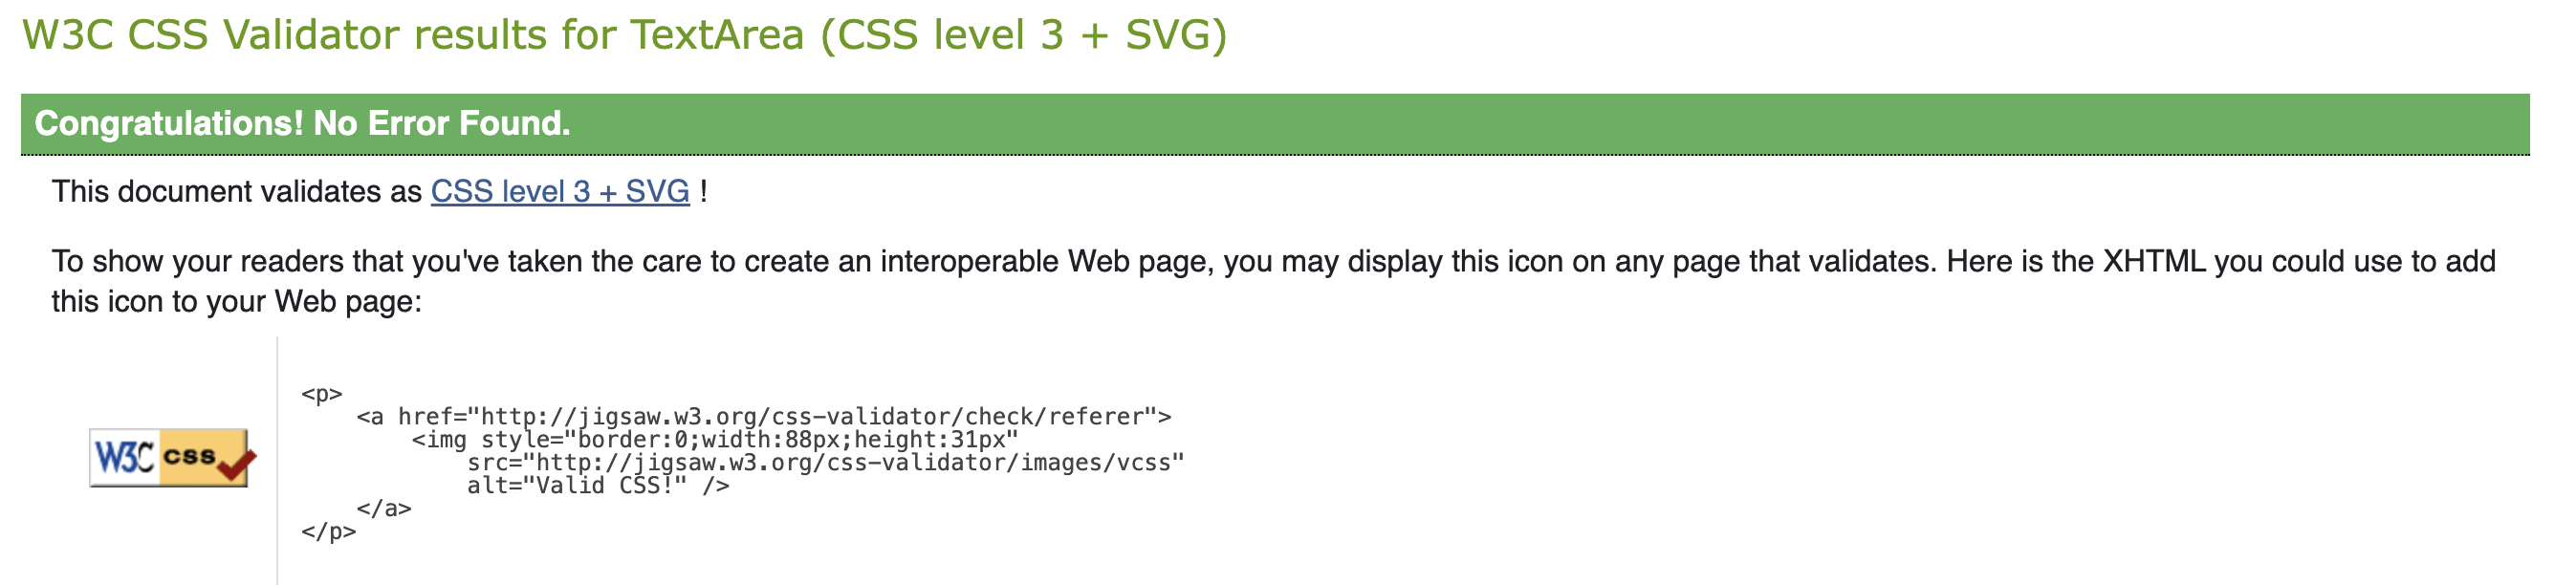 W3C CSS Validator results for TextArea (CSS level 3 + SVG)
Congratulations! No Error Found.
This document validates as CSS level 3 + SVG !
To show your readers that you've taken the care to create an interoperable Web page, you may display this icon on any page that validates. Here is the XHTML you could use to add
this icon to your Web page:
W3C css
<p>
    <a href="http://jigsaw.w3.org/css-validator/check/referer">
        <img style="border:0;width:88px;height:31px"
            src="http://jigsaw.w3.org/css-validator/images/vcss"
            alt="Valid CSS!" />
    </a>
</p>